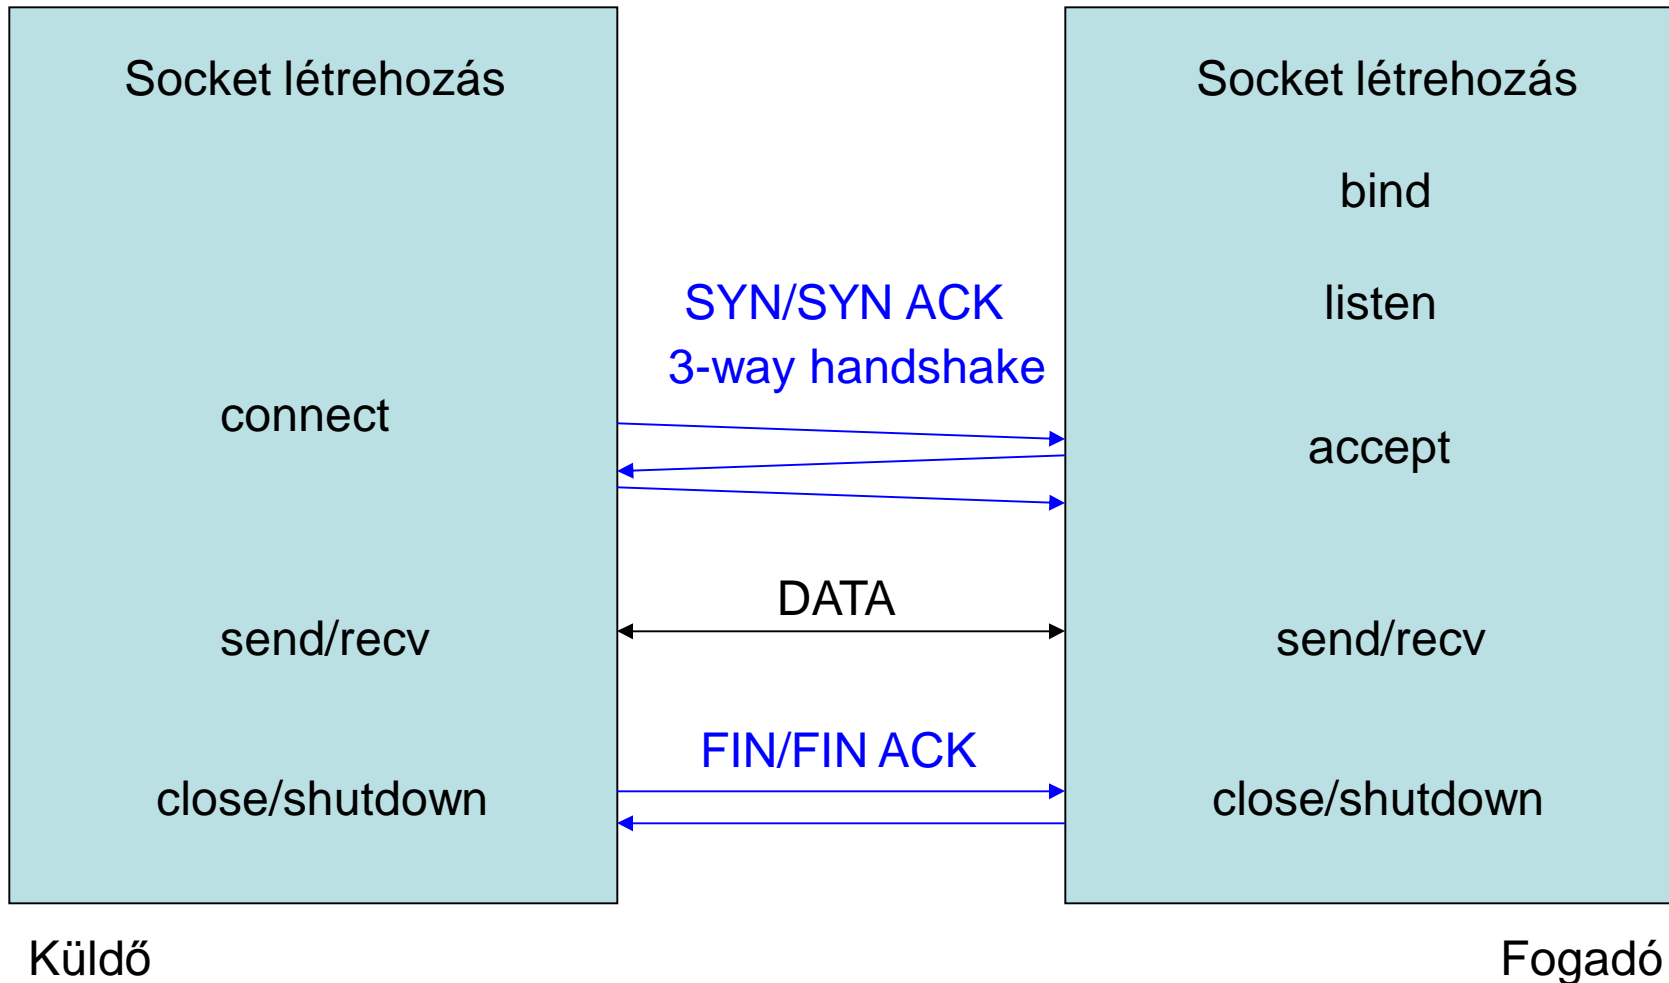 Socket létrehozás
connect
send/recv
close/shutdown
SYN/SYN ACK
3-way handshake
DATA
FIN/FIN ACK
Socket létrehozás
bind
listen
accept
send/recv
close/shutdown
Küldő
Fogadó